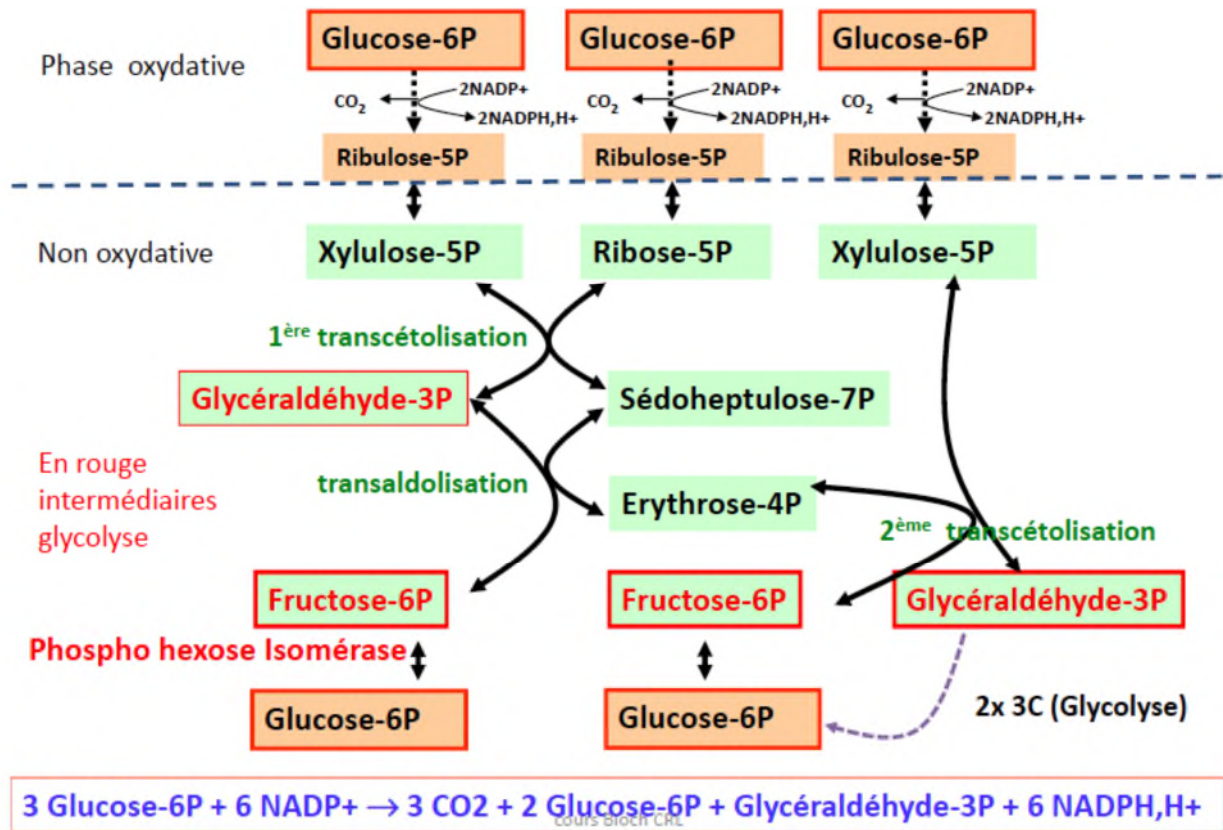 Glucose-6P Glucose-6P Glucose-6P
Phase oxydative
CO2 2NADP+ CO2 2NADP+ CO2 2NADP+
2NADPH,H+ 2NADPH,H+ 2NADPH,H+
Ribulose-5P Ribulose-5P Ribulose-5P
Non oxydative
Xylulose-5P Ribose-5P Xylulose-5P
1ère transcétolisation
Glycéraldéhyde-3P Sédoheptulose-7P
En rouge
intermédiaires
glycolyse
transaldolisation
Erythrose-4P
2ème transcétolisation
Fructose-6P Fructose-6P Glycéraldéhyde-3P
Phospho hexose Isomérase
Glucose-6P Glucose-6P
2x 3C (Glycolyse)
3 Glucose-6P + 6 NADP+ → 3 CO2 + 2 Glucose-6P + Glycéraldéhyde-3P + 6 NADPH,H+
cours Bioch CRL